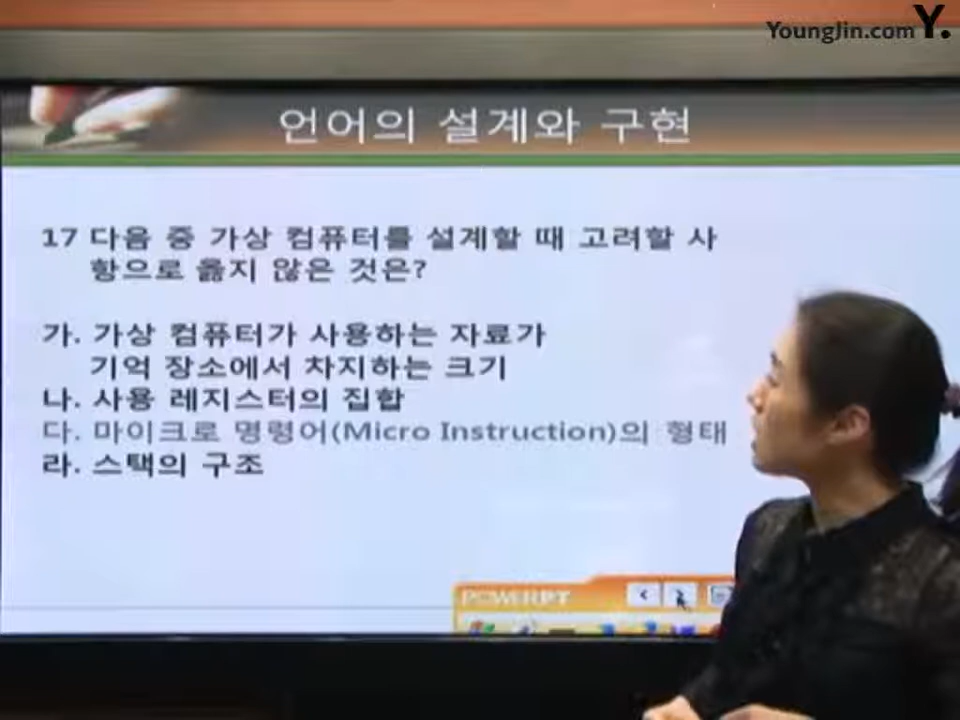 YoungJin.com Y.
언어의 설계와 구현
17 다음 중 가상 컴퓨터를 설계할 때 고려할 사
항으로 옳지 않은 것은?
가. 가상 컴퓨터가 사용하는 자료가
기억 장소에서 차지하는 크기
나. 사용 레지스터의 집합
다. 마이크로 명령어(Micro Instruction)의 형태
라. 스택의 구조
POWERPT